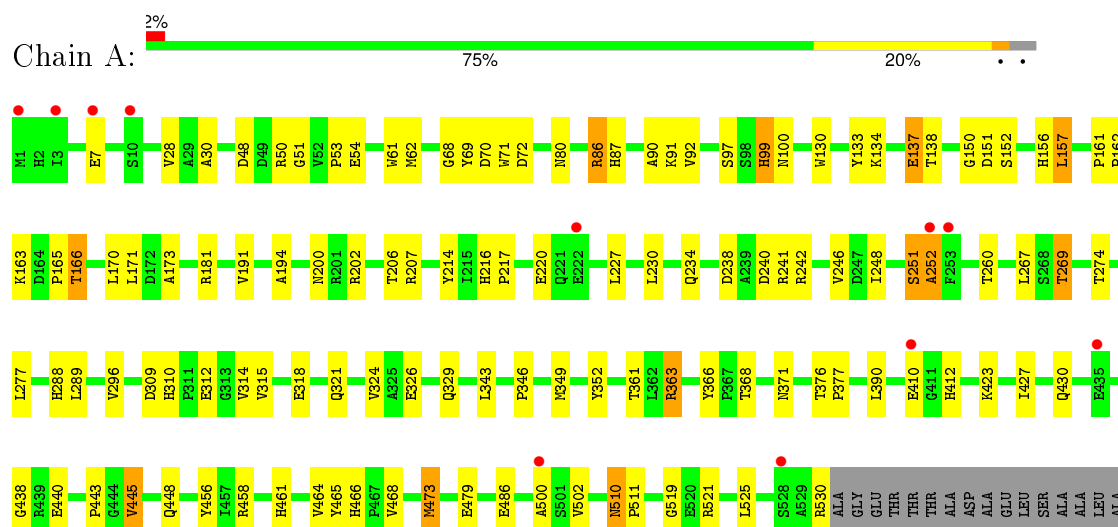 2%
Chain A:
75% 20% • •
M1 H2 I3 E7 S10 V28 A29 A30 D48 D49 R50 G51 V52 P53 E54 W61 M62 G68 Y69 D70 W71 D72 N80 R86 H87 A90 K91 V92 S97 S98 H99 N100 W130 Y133 K134 E137 T138 G150 D151 S152 H156 L157 P161 P162
K163 D164 P165 T166 L170 L171 D172 A173 R181 V191 A194 N200 R201 R202 T206 R207 Y214 I215 H216 P217 E220 Q221 E222 L227 L230 Q234 D238 A239 D240 R241 R242 V246 D247 I248 S251 A252 F253 T260 L267 S268 T269 T274
L277 H288 L289 V296 D309 H310 P311 E312 G313 V314 V315 E318 Q321 V324 A325 E326 Q329 L343 P346 M349 Y352 T361 L362 R363 Y366 P367 T368 N371 T376 P377 L390 E410 G411 H412 K423 I427 Q430 E435
G438 R439 E440 P443 G444 V445 Q448 Y456 I457 R458 H461 V464 Y465 H466 P467 V468 M473 E479 E486 A500 S501 V502 N510 P511 G519 E520 R521 L525 S528 A529 R530 ALA GLY GLU THR THR THR ALA ASP ALA GLU LEU SER ALA ALA LEU